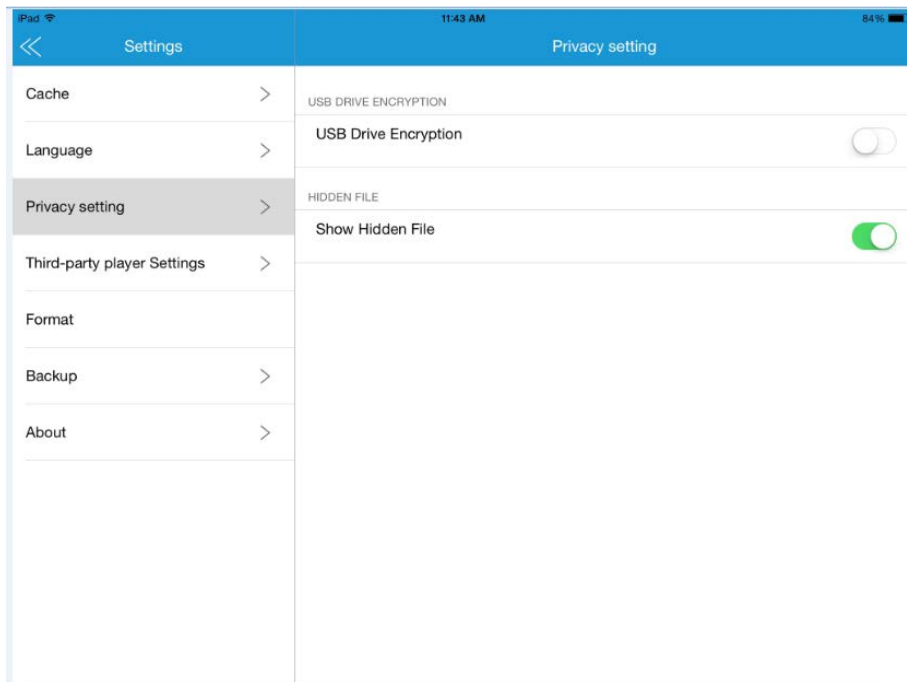 iPad
11:43 AM
84%
Settings
Privacy setting
Cache
Language
Privacy setting
Third-party player Settings
Format
Backup
About
USB DRIVE ENCRYPTION
USB Drive Encryption
HIDDEN FILE
Show Hidden File